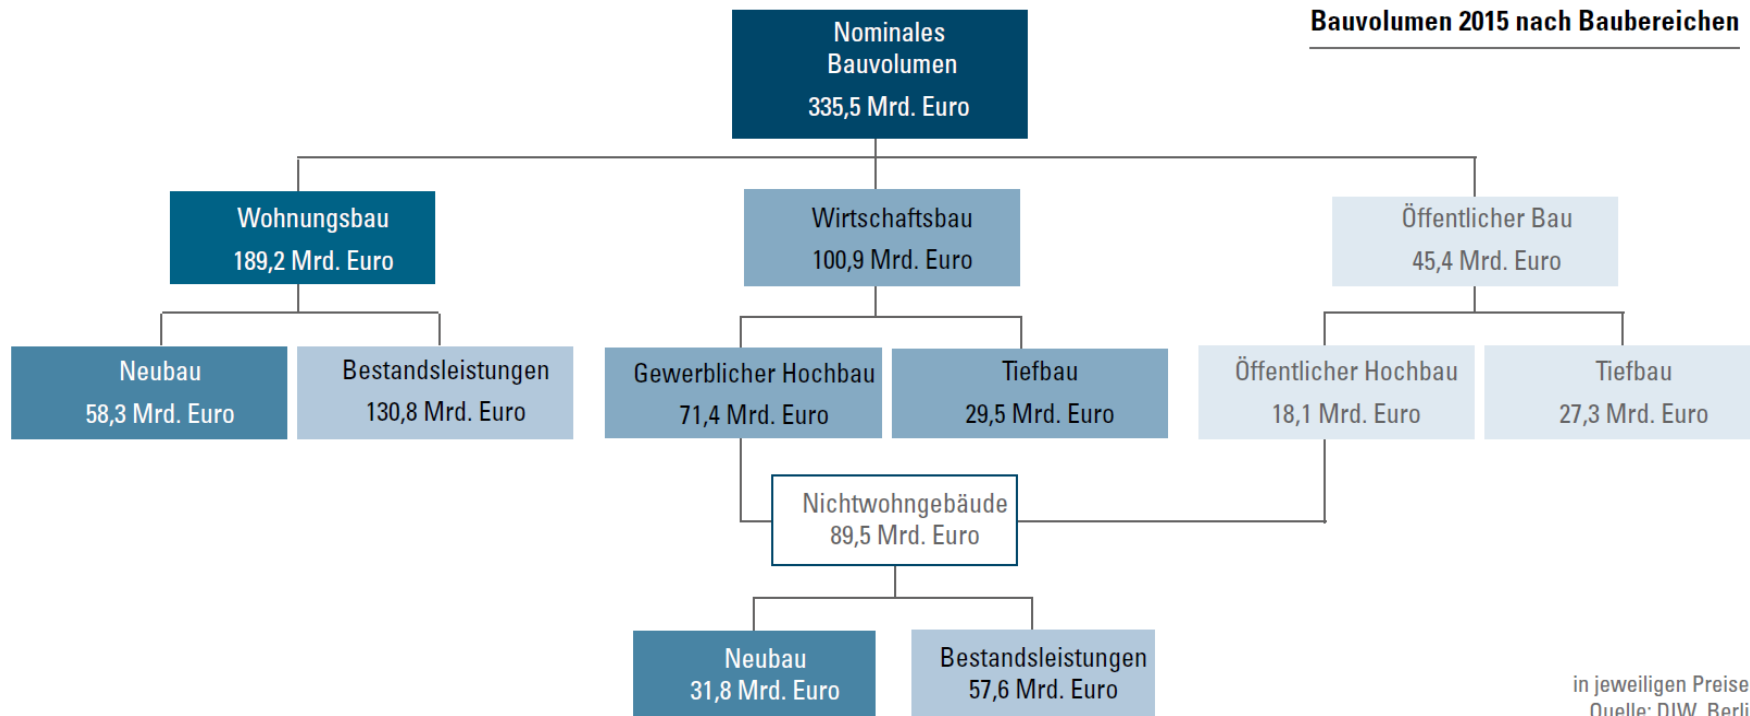 Bauvolumen 2015 nach Baubereichen
Nominales
Bauvolumen
335,5 Mrd. Euro
Wohnungsbau
189,2 Mrd. Euro
Wirtschaftsbau
100,9 Mrd. Euro
Öffentlicher Bau
45,4 Mrd. Euro
Neubau
58,3 Mrd. Euro
Bestandsleistungen
130,8 Mrd. Euro
Gewerblicher Hochbau
71,4 Mrd. Euro
Tiefbau
29,5 Mrd. Euro
Öffentlicher Hochbau
18,1 Mrd. Euro
Tiefbau
27,3 Mrd. Euro
Nichtwohngebäude
89,5 Mrd. Euro
Neubau
31,8 Mrd. Euro
Bestandsleistungen
57,6 Mrd. Euro
in jeweiligen Preise
Quelle: DIW, Berli